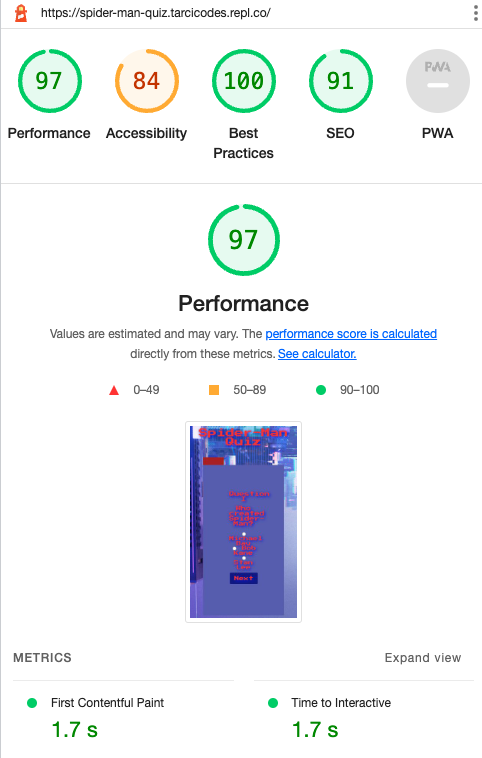 https://spider-man-quiz.tarcicodes.repl.co/
97
84
100
91
PWA
Performance
Accessibility
Best
Practices
SEO
PWA
97
Performance
Values are estimated and may vary. The performance score is calculated
directly from these metrics. See calculator.
0–49
50–89
90–100
Spider-Man
Quiz
Question
Next
METRICS
Expand view
First Contentful Paint
1.7 s
Time to Interactive
1.7 s